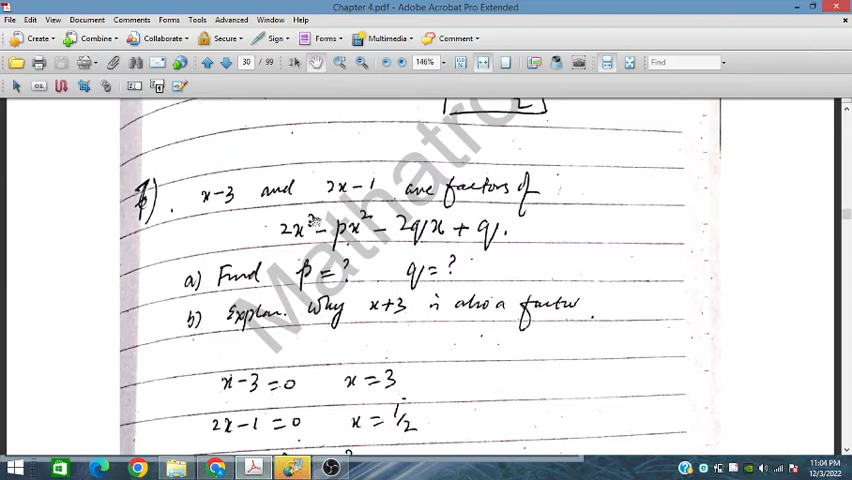 Chapter 4.pdf - Adobe Acrobat Pro Extended
File Edit View Document Comments Forms Tools Advanced Window Help
Create Combine Collaborate Secure Sign Forms Multimedia Comment
30 / 99 146% Find
x-3 and 2x-1 are factors of
2x³ - px² - 2qx + q.
a) Find p = ? q = ?
b) Explain why x+3 is also a factor.
x-3=0 x=3
2x-1=0 x=1/2
Mathatro
11:04 PM
12/3/2022